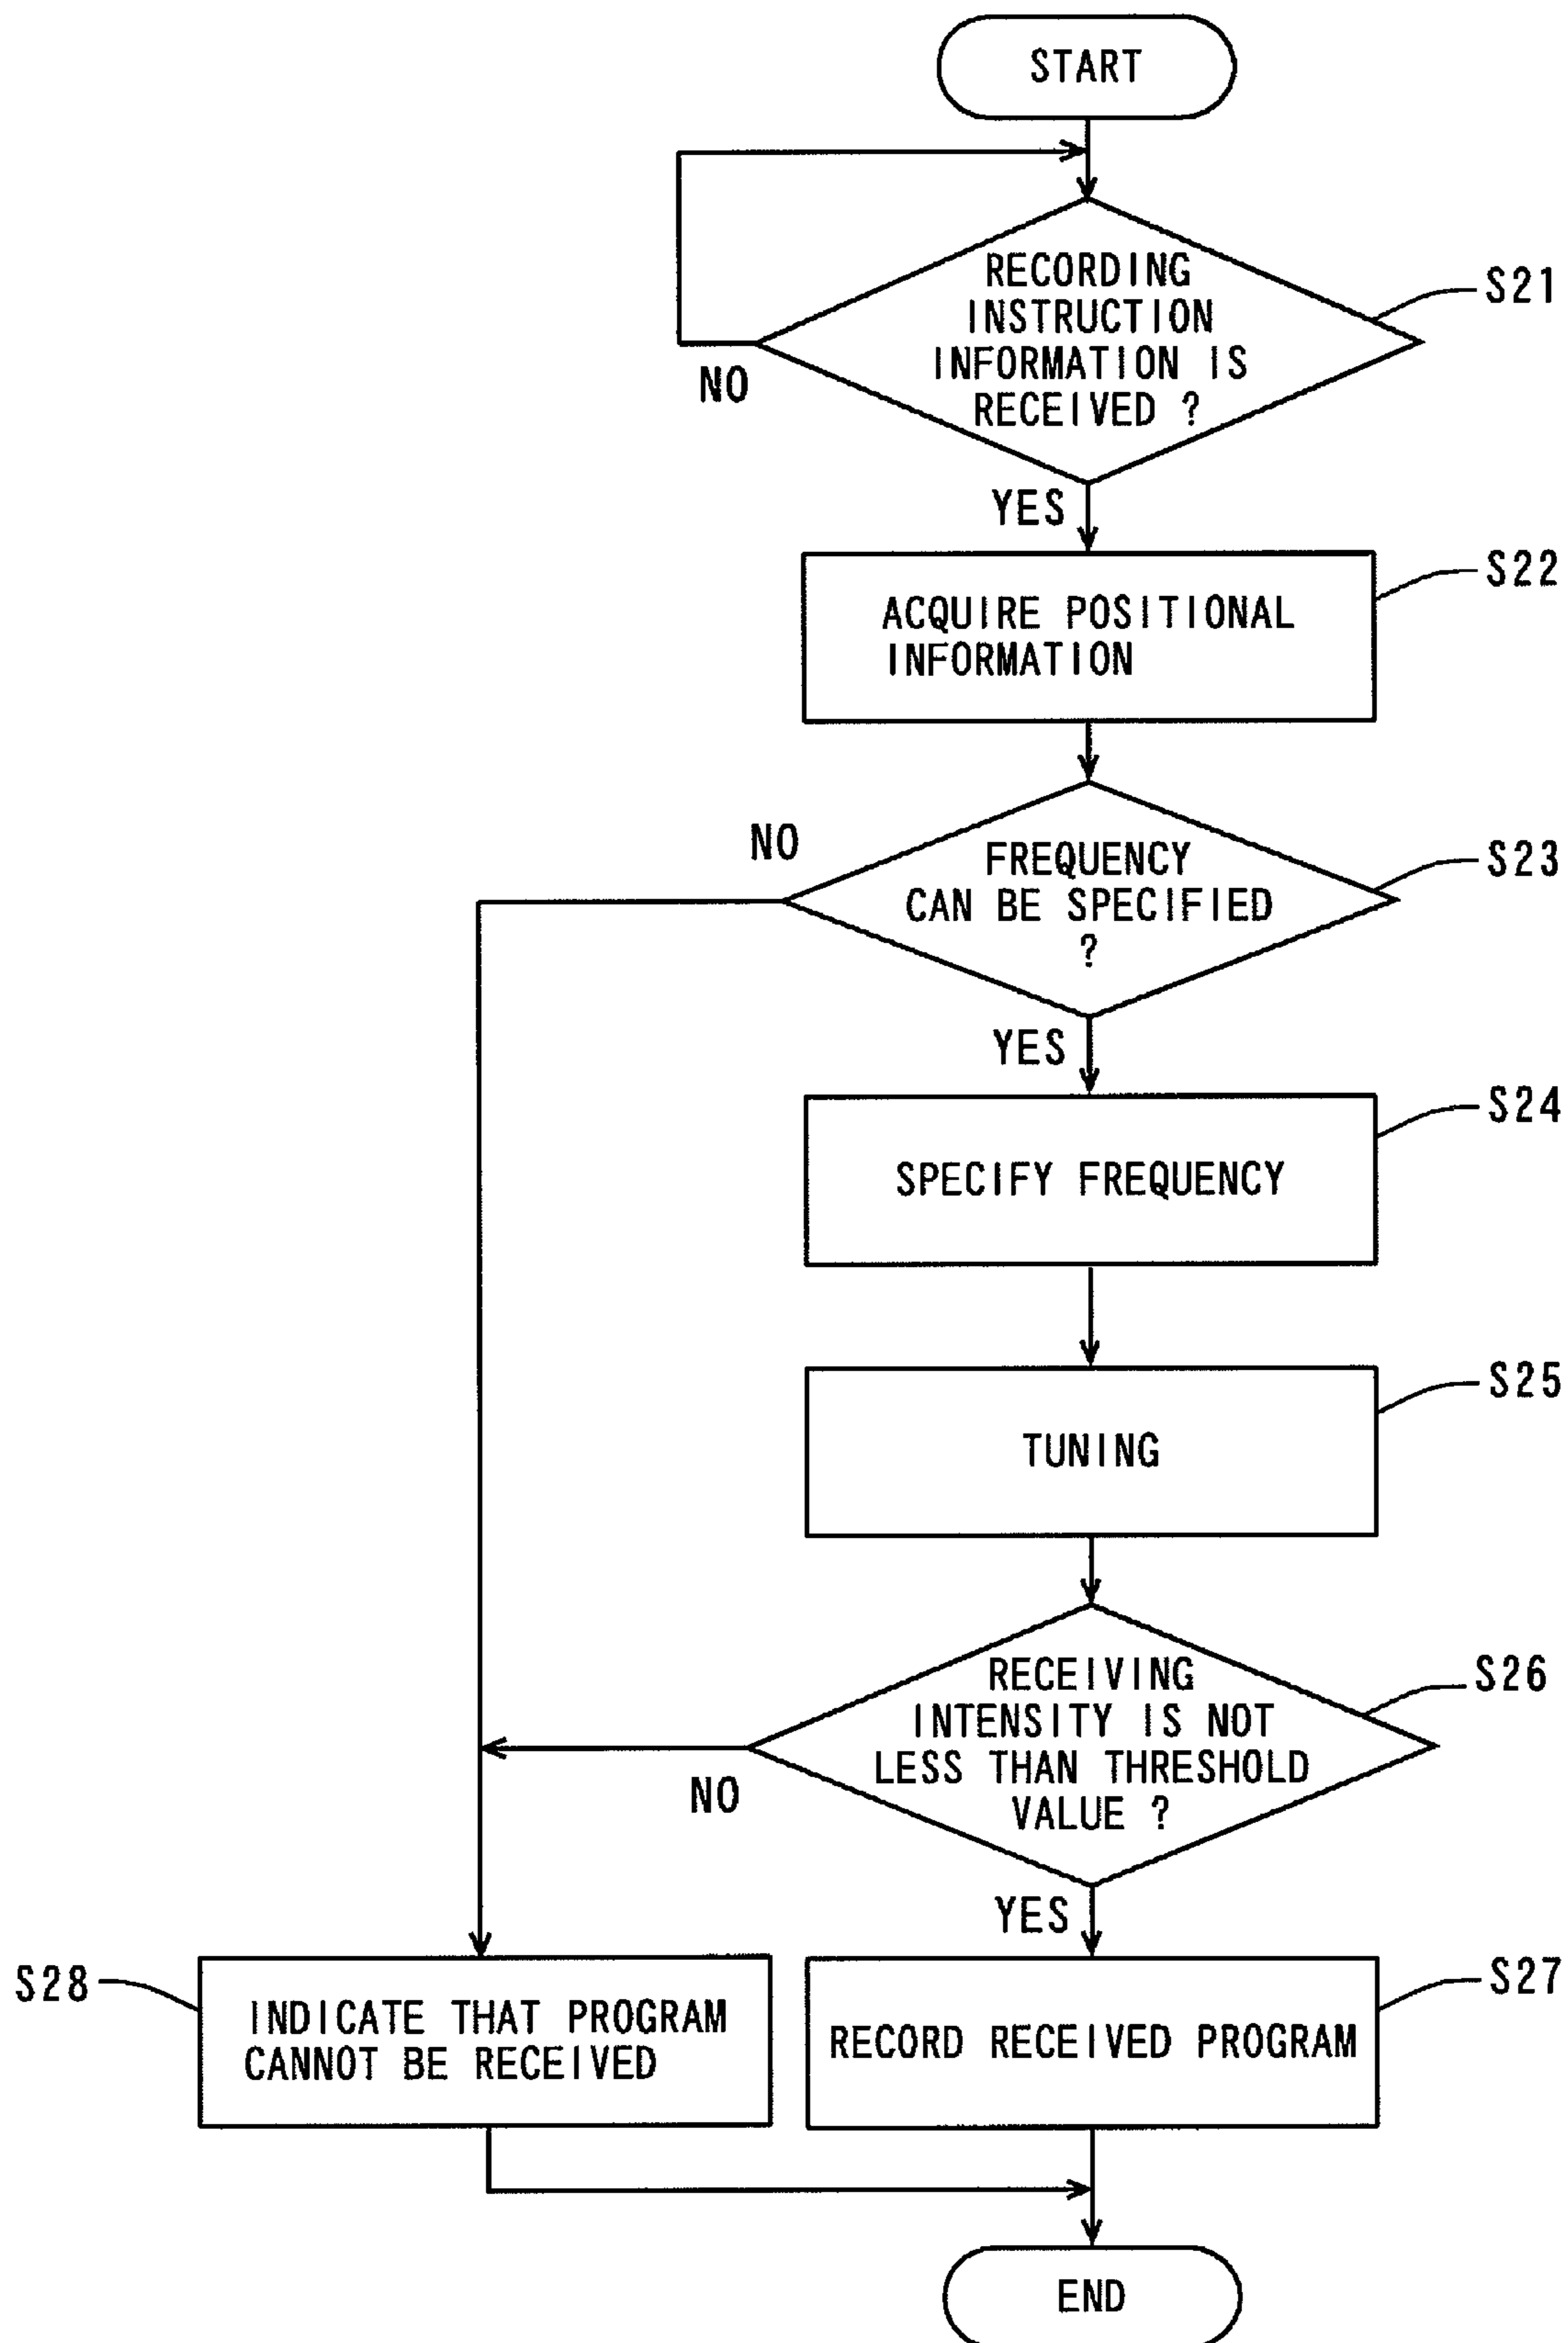 START
RECORDING
INSTRUCTION
INFORMATION IS
RECEIVED ?
S21
NO
YES
ACQUIRE POSITIONAL
INFORMATION
S22
FREQUENCY
CAN BE SPECIFIED
?
S23
NO
YES
SPECIFY FREQUENCY
S24
TUNING
S25
RECEIVING
INTENSITY IS NOT
LESS THAN THRESHOLD
VALUE ?
S26
NO
YES
S28
INDICATE THAT PROGRAM
CANNOT BE RECEIVED
RECORD RECEIVED PROGRAM
S27
END